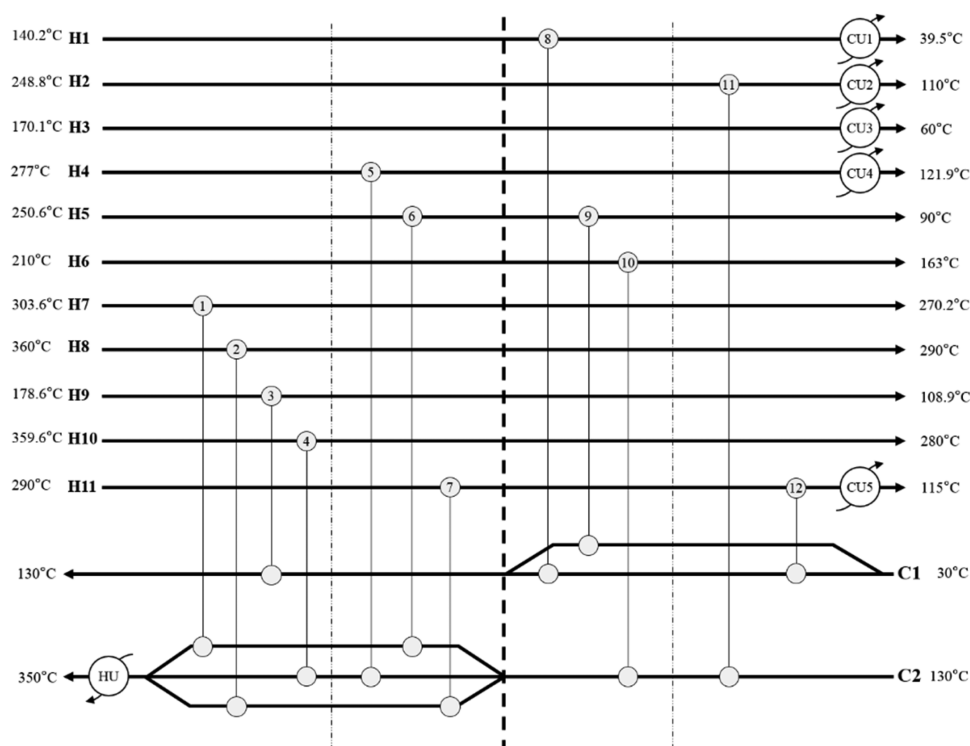 140.2°C H1 8 CU1 39.5°C
248.8°C H2 11 CU2 110°C
170.1°C H3 CU3 60°C
277°C H4 5 CU4 121.9°C
250.6°C H5 6 9 90°C
210°C H6 10 163°C
303.6°C H7 1 270.2°C
360°C H8 2 290°C
178.6°C H9 3 108.9°C
359.6°C H10 4 280°C
290°C H11 7 12 CU5 115°C
130°C C1 30°C
350°C HU C2 130°C